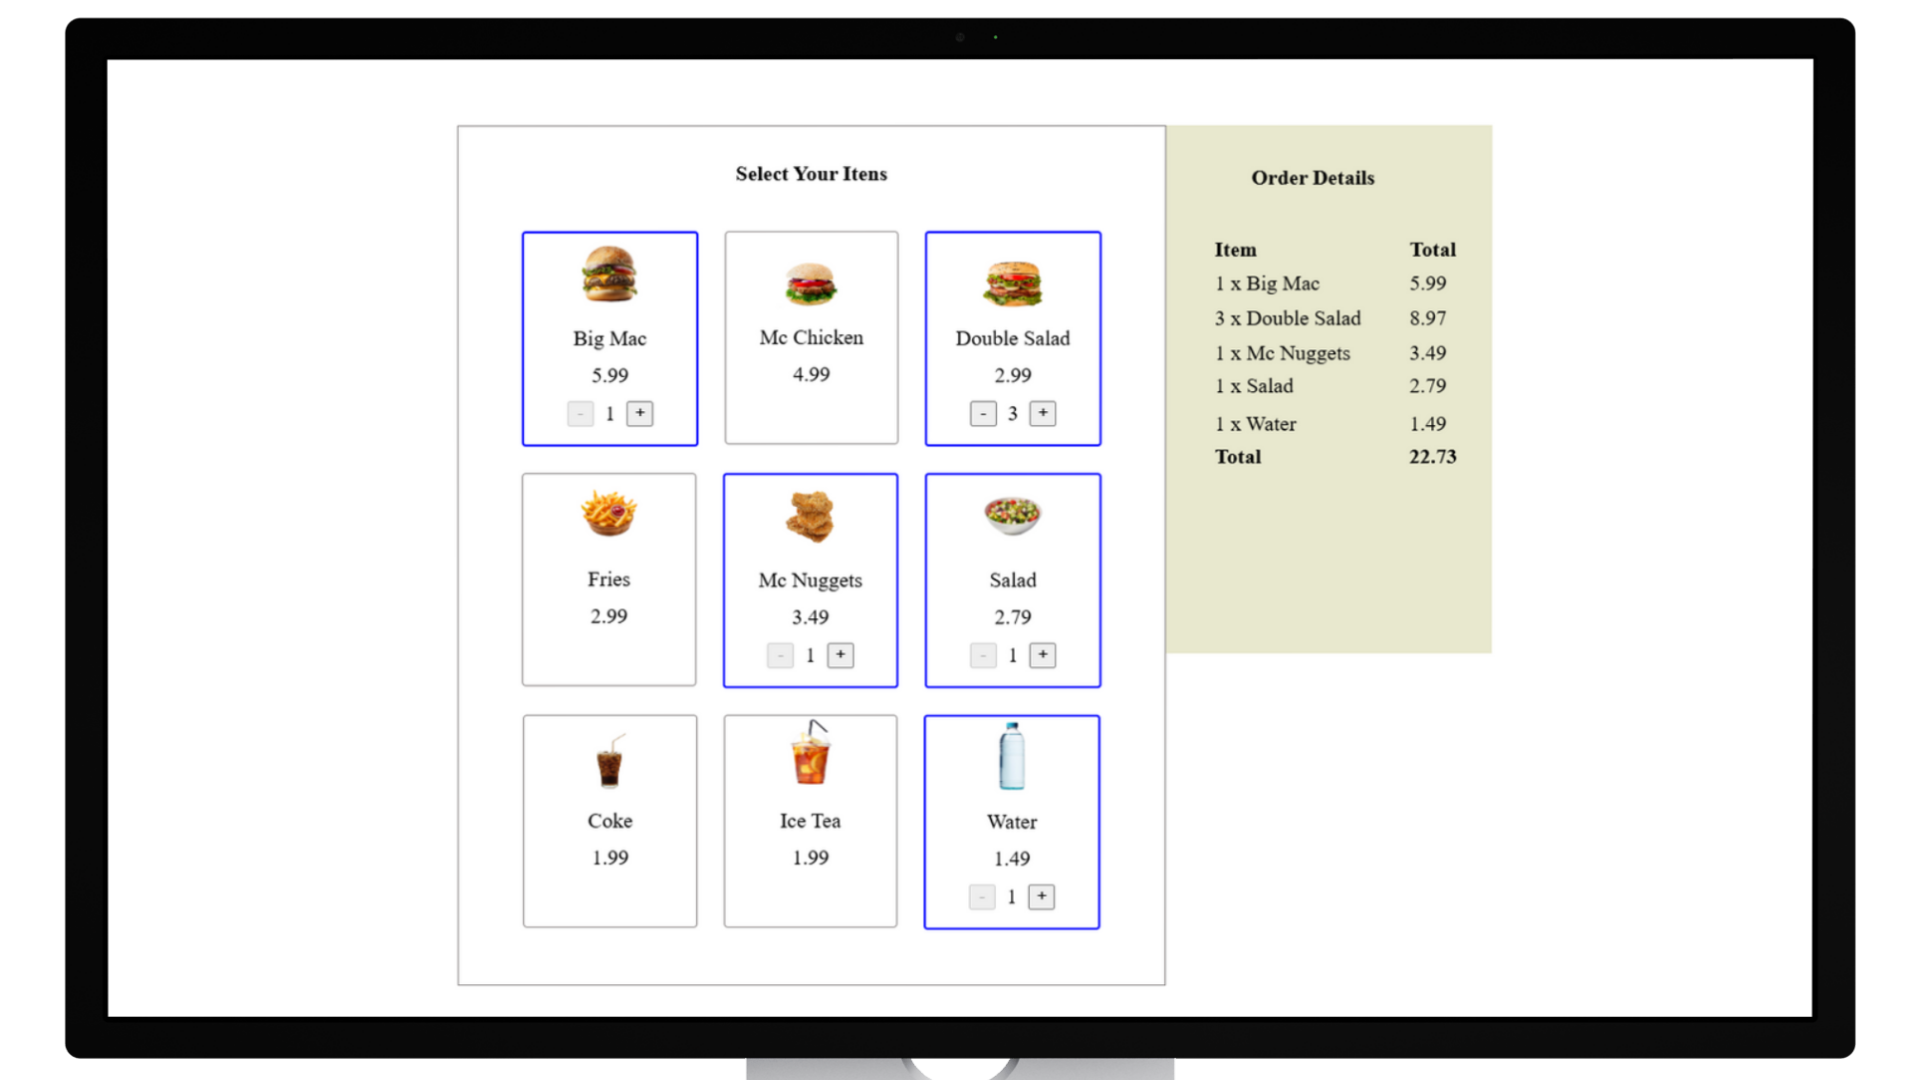 Select Your Itens
Big Mac
5.99
- 1 +
Mc Chicken
4.99
Double Salad
2.99
- 3 +
Fries
2.99
Mc Nuggets
3.49
- 1 +
Salad
2.79
- 1 +
Coke
1.99
Ice Tea
1.99
Water
1.49
- 1 +
Order Details
Item Total
1 x Big Mac 5.99
3 x Double Salad 8.97
1 x Mc Nuggets 3.49
1 x Salad 2.79
1 x Water 1.49
Total 22.73